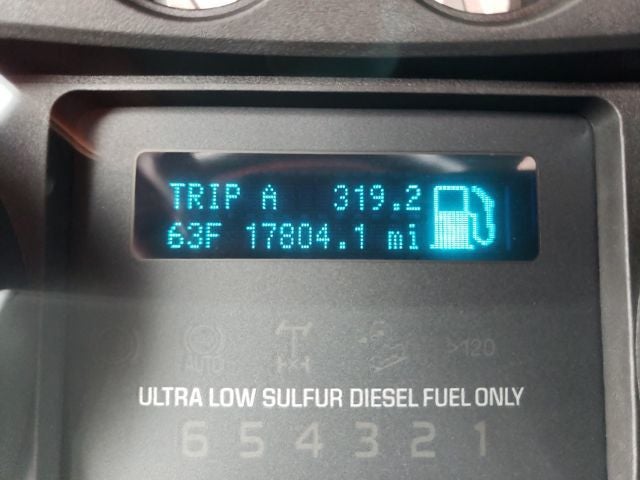 TRIP A 319.2
63F 17804.1 mi
AUTO >120
ULTRA LOW SULFUR DIESEL FUEL ONLY
6 5 4 3 2 1